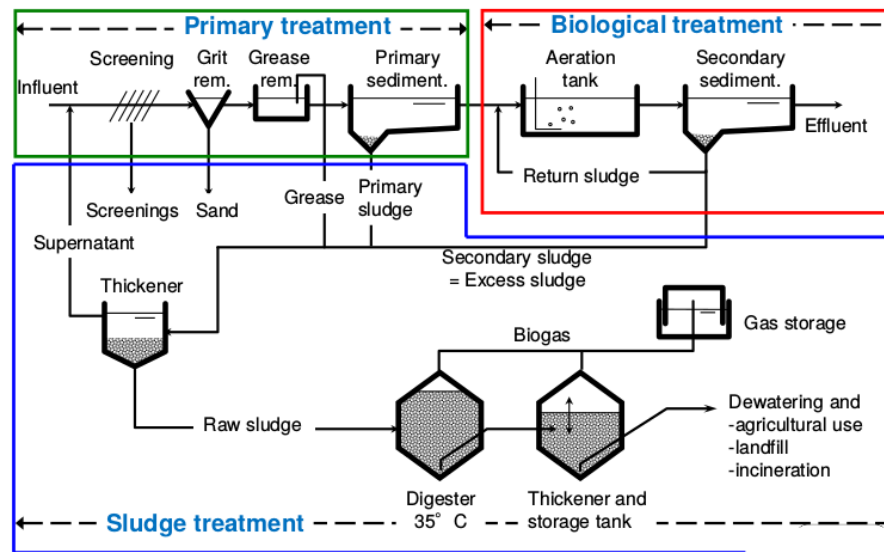 Primary treatment
Biological treatment
Screening
Grit
rem.
Grease
rem.
Primary
sediment.
Aeration
tank
Secondary
sediment.
Influent
Effluent
Return sludge
Screenings
Sand
Grease
Primary
sludge
Supernatant
Secondary sludge
= Excess sludge
Thickener
Gas storage
Biogas
Raw sludge
Dewatering and
-agricultural use
-landfill
-incineration
Digester
35° C
Thickener and
storage tank
Sludge treatment